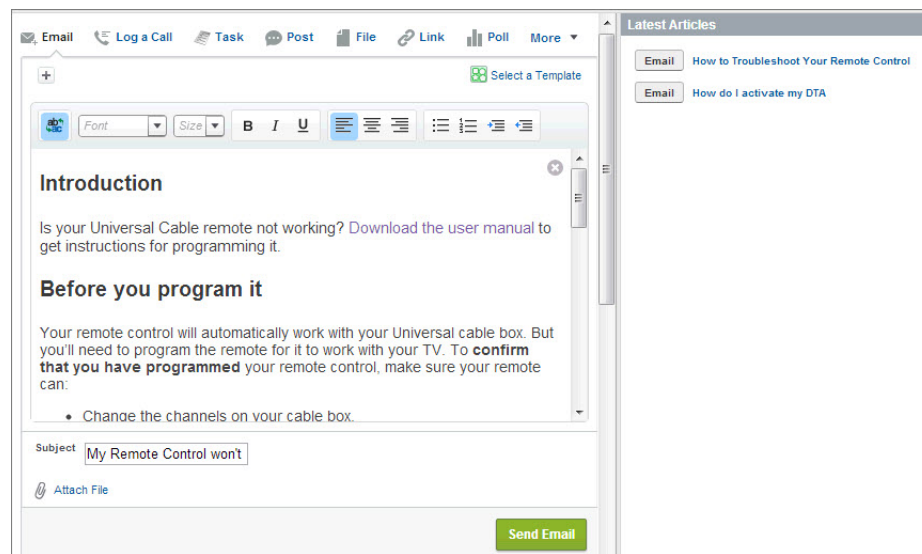 Email Log a Call Task Post File Link Poll More
Select a Template
Font Size B I U
Introduction
Is your Universal Cable remote not working? Download the user manual to
get instructions for programming it.
Before you program it
Your remote control will automatically work with your Universal cable box. But
you'll need to program the remote for it to work with your TV. To confirm
that you have programmed your remote control, make sure your remote
can:
• Change the channels on your cable box.
Subject My Remote Control won't
Attach File
Send Email
Latest Articles
Email How to Troubleshoot Your Remote Control
Email How do I activate my DTA